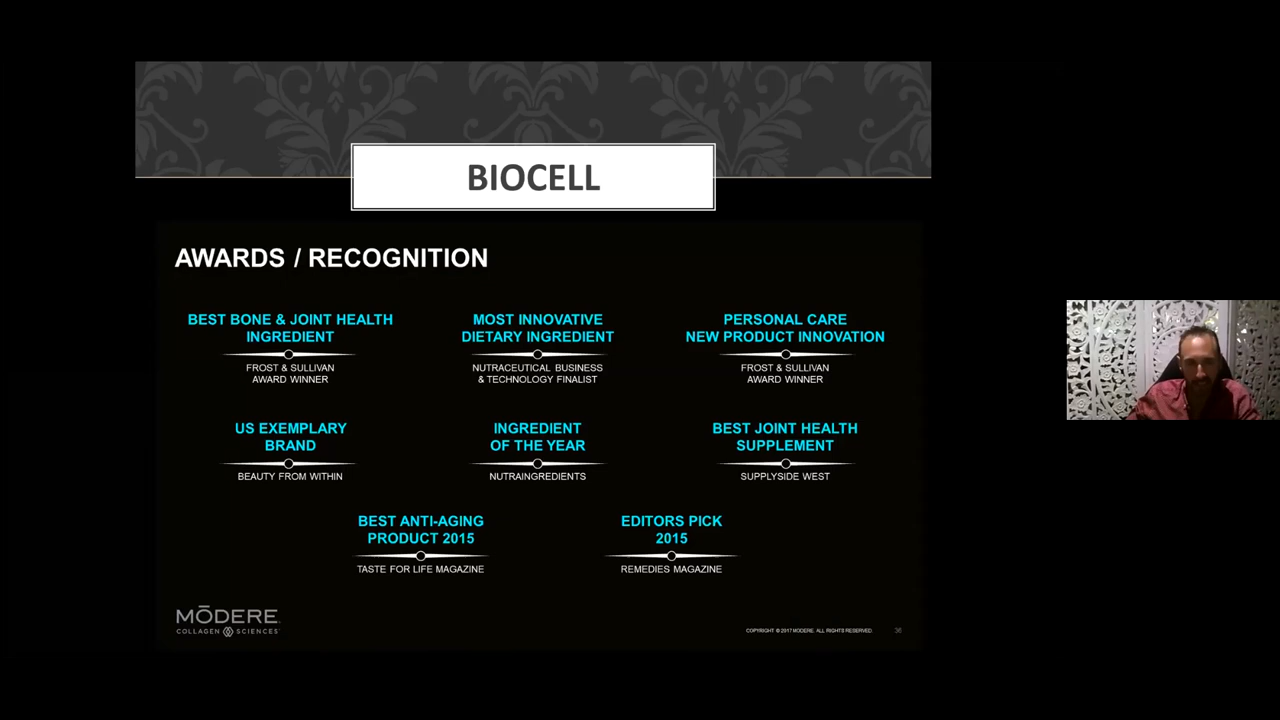 BIOCELL
AWARDS / RECOGNITION
BEST BONE & JOINT HEALTH
INGREDIENT
FROST & SULLIVAN
AWARD WINNER
MOST INNOVATIVE
DIETARY INGREDIENT
NUTRACEUTICAL BUSINESS
& TECHNOLOGY FINALIST
PERSONAL CARE
NEW PRODUCT INNOVATION
FROST & SULLIVAN
AWARD WINNER
US EXEMPLARY
BRAND
BEAUTY FROM WITHIN
INGREDIENT
OF THE YEAR
NUTRAINGREDIENTS
BEST JOINT HEALTH
SUPPLEMENT
SUPPLYSIDE WEST
BEST ANTI-AGING
PRODUCT 2015
TASTE FOR LIFE MAGAZINE
EDITORS PICK
2015
REMEDIES MAGAZINE
MŌDERE
COLLAGEN SCIENCES
COPYRIGHT © 2017 MODERE. ALL RIGHTS RESERVED.
36